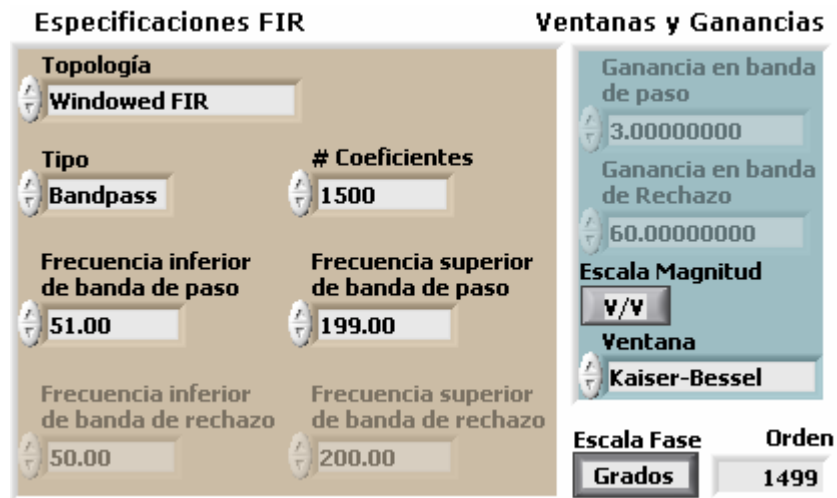 Especificaciones FIR
Ventanas y Ganancias
Topología
Windowed FIR
Tipo
# Coeficientes
Bandpass
1500
Frecuencia inferior
de banda de paso
Frecuencia superior
de banda de paso
51.00
199.00
Frecuencia inferior
de banda de rechazo
Frecuencia superior
de banda de rechazo
50.00
200.00
Ganancia en banda
de paso
3.00000000
Ganancia en banda
de Rechazo
60.00000000
Escala Magnitud
V/V
Ventana
Kaiser-Bessel
Escala Fase
Orden
Grados
1499